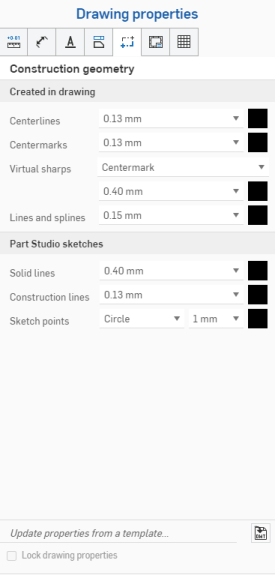 Drawing properties
Construction geometry
Created in drawing
Centerlines 0.13 mm
Centermarks 0.13 mm
Virtual sharps Centermark
0.40 mm
Lines and splines 0.15 mm
Part Studio sketches
Solid lines 0.40 mm
Construction lines 0.13 mm
Sketch points Circle 1 mm
Update properties from a template...
Lock drawing properties